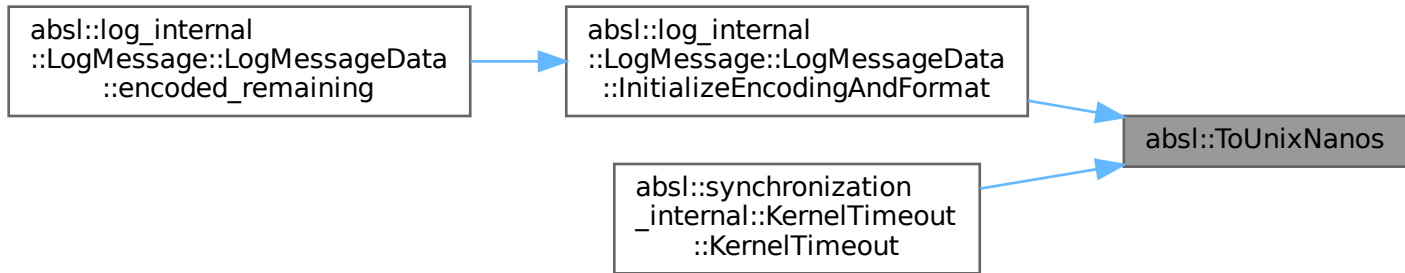 absl::log_internal
::LogMessage::LogMessageData
::encoded_remaining
absl::log_internal
::LogMessage::LogMessageData
::InitializeEncodingAndFormat
absl::ToUnixNanos
absl::synchronization
_internal::KernelTimeout
::KernelTimeout